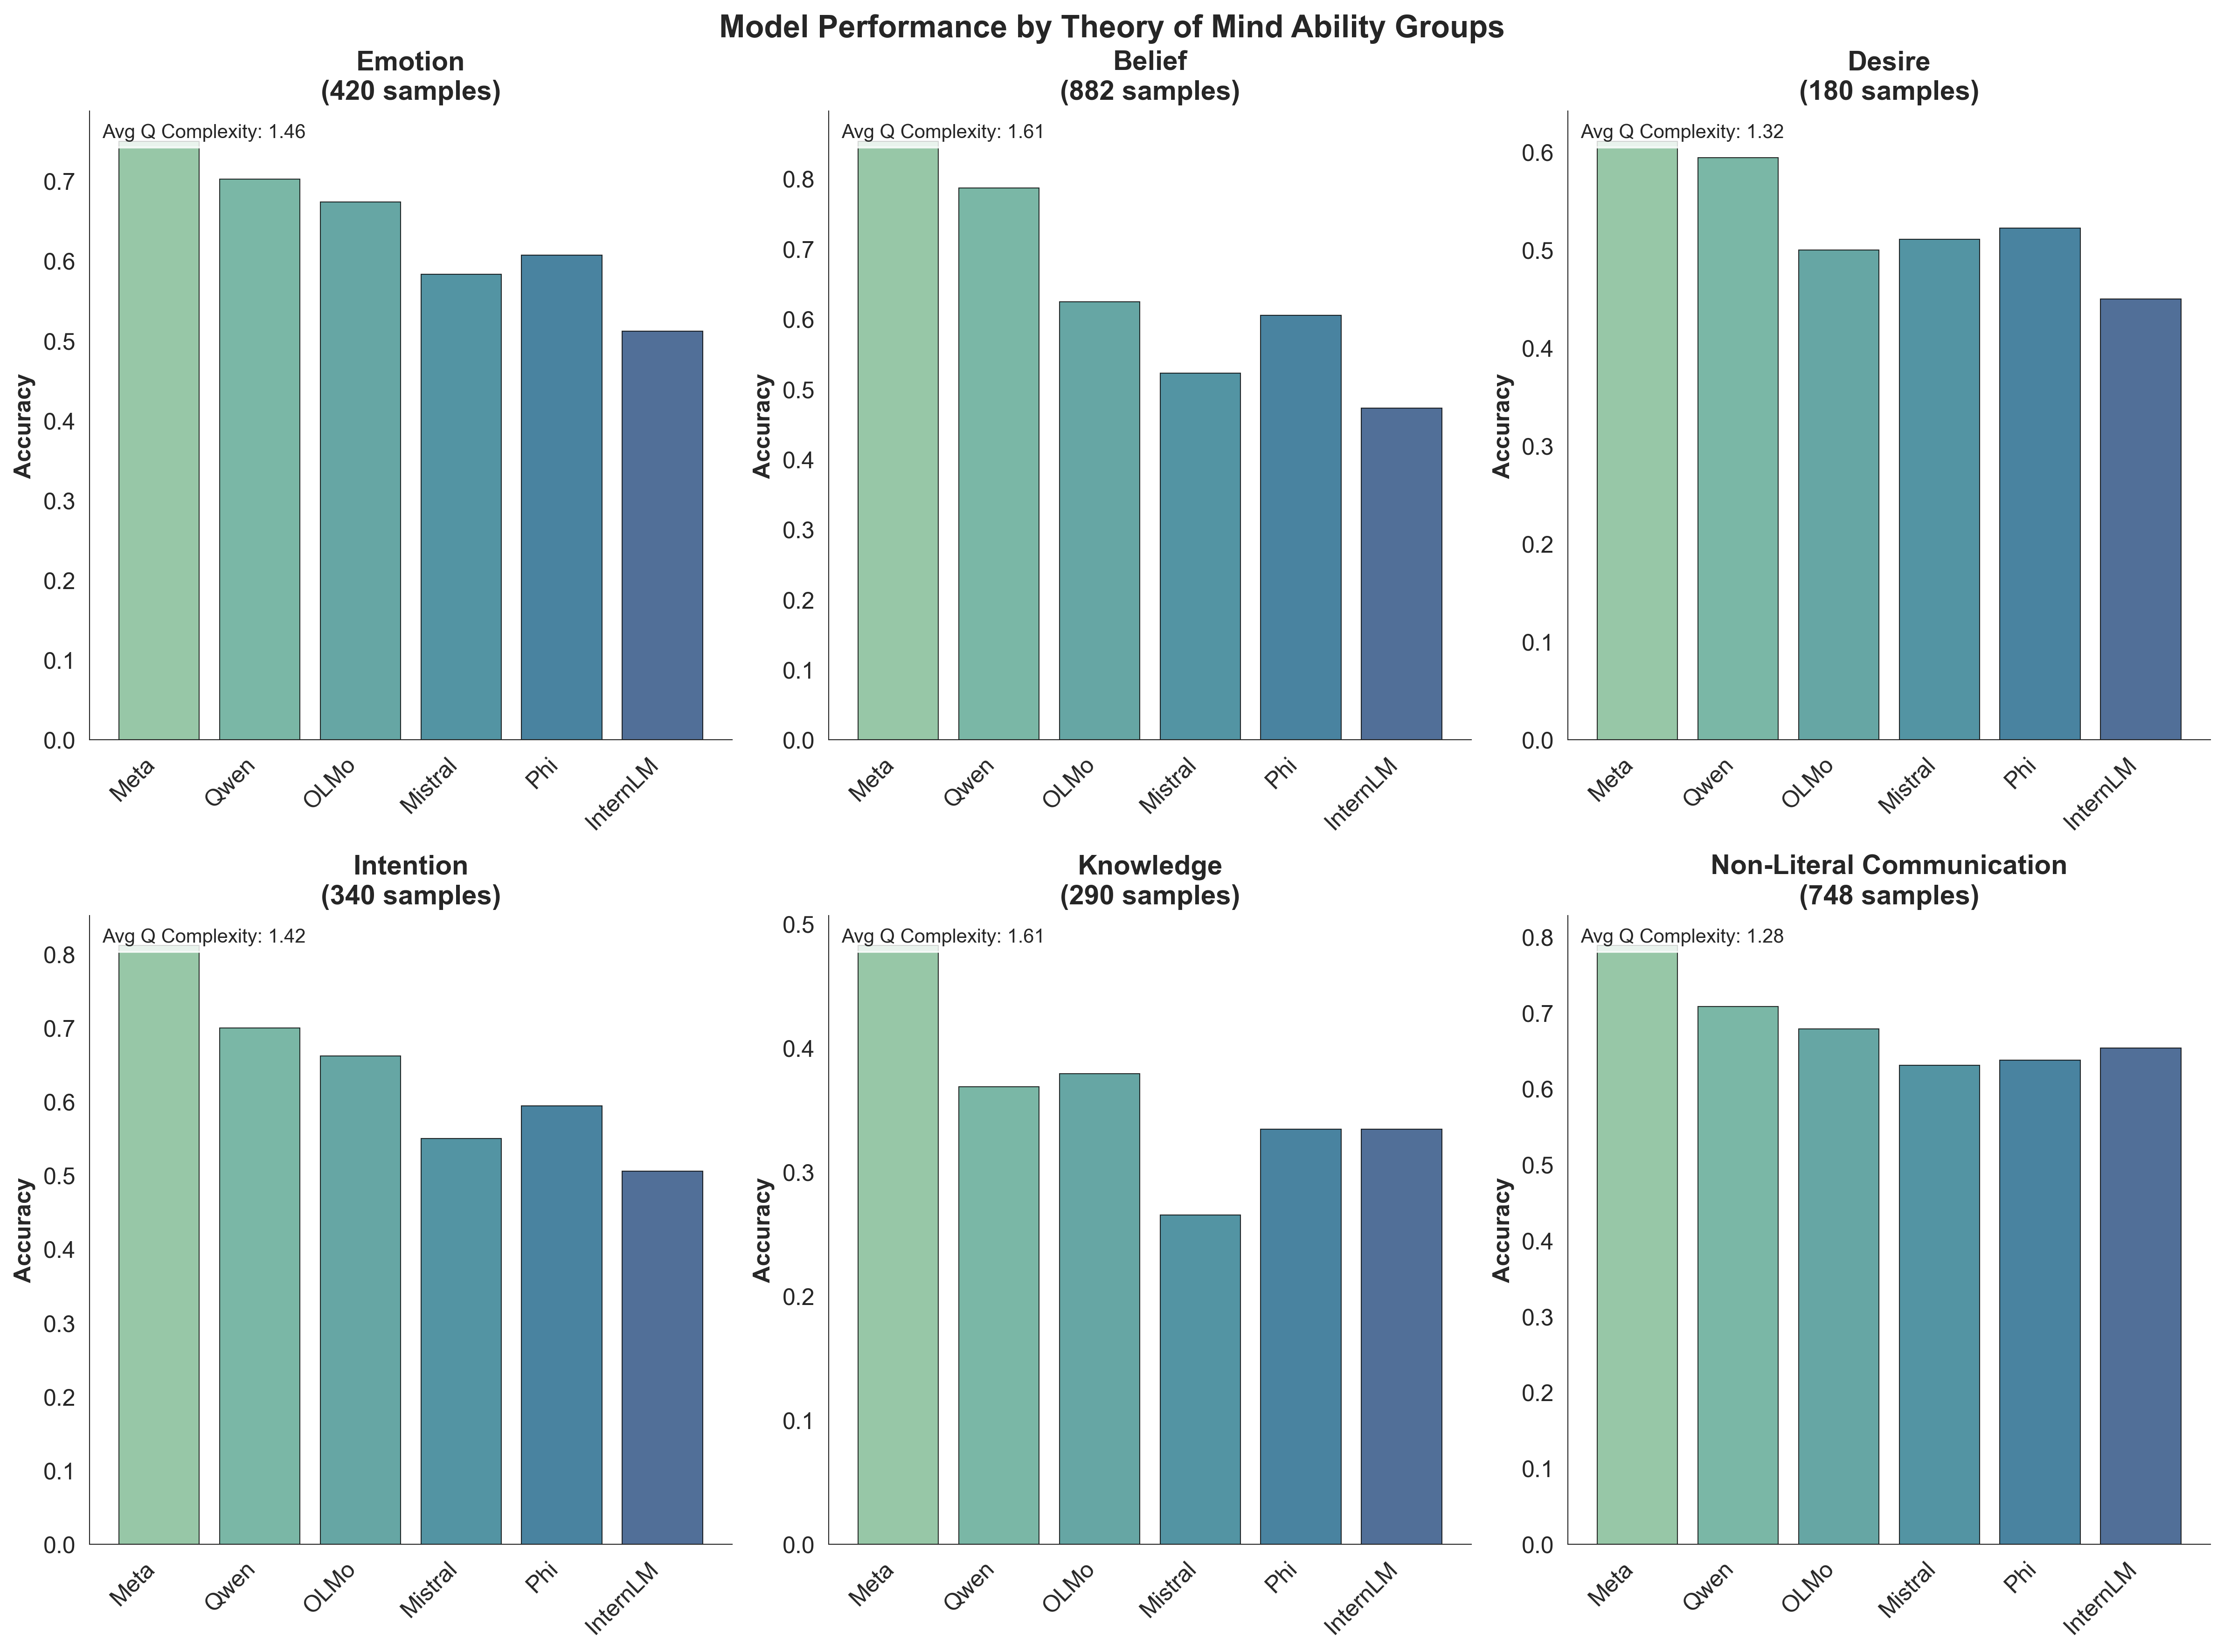 Model Performance by Theory of Mind Ability Groups
Emotion
(420 samples)
Avg Q Complexity: 1.46
0.7
0.6
0.5
0.4
0.3
0.2
0.1
0.0
Accuracy
Meta
Qwen
OLMo
Mistral
Phi
InternLM
Belief
(882 samples)
Avg Q Complexity: 1.61
0.8
0.7
0.6
0.5
0.4
0.3
0.2
0.1
0.0
Accuracy
Meta
Qwen
OLMo
Mistral
Phi
InternLM
Desire
(180 samples)
Avg Q Complexity: 1.32
0.6
0.5
0.4
0.3
0.2
0.1
0.0
Accuracy
Meta
Qwen
OLMo
Mistral
Phi
InternLM
Intention
(340 samples)
Avg Q Complexity: 1.42
0.8
0.7
0.6
0.5
0.4
0.3
0.2
0.1
0.0
Accuracy
Meta
Qwen
OLMo
Mistral
Phi
InternLM
Knowledge
(290 samples)
Avg Q Complexity: 1.61
0.5
0.4
0.3
0.2
0.1
0.0
Accuracy
Meta
Qwen
OLMo
Mistral
Phi
InternLM
Non-Literal Communication
(748 samples)
Avg Q Complexity: 1.28
0.8
0.7
0.6
0.5
0.4
0.3
0.2
0.1
0.0
Accuracy
Meta
Qwen
OLMo
Mistral
Phi
InternLM